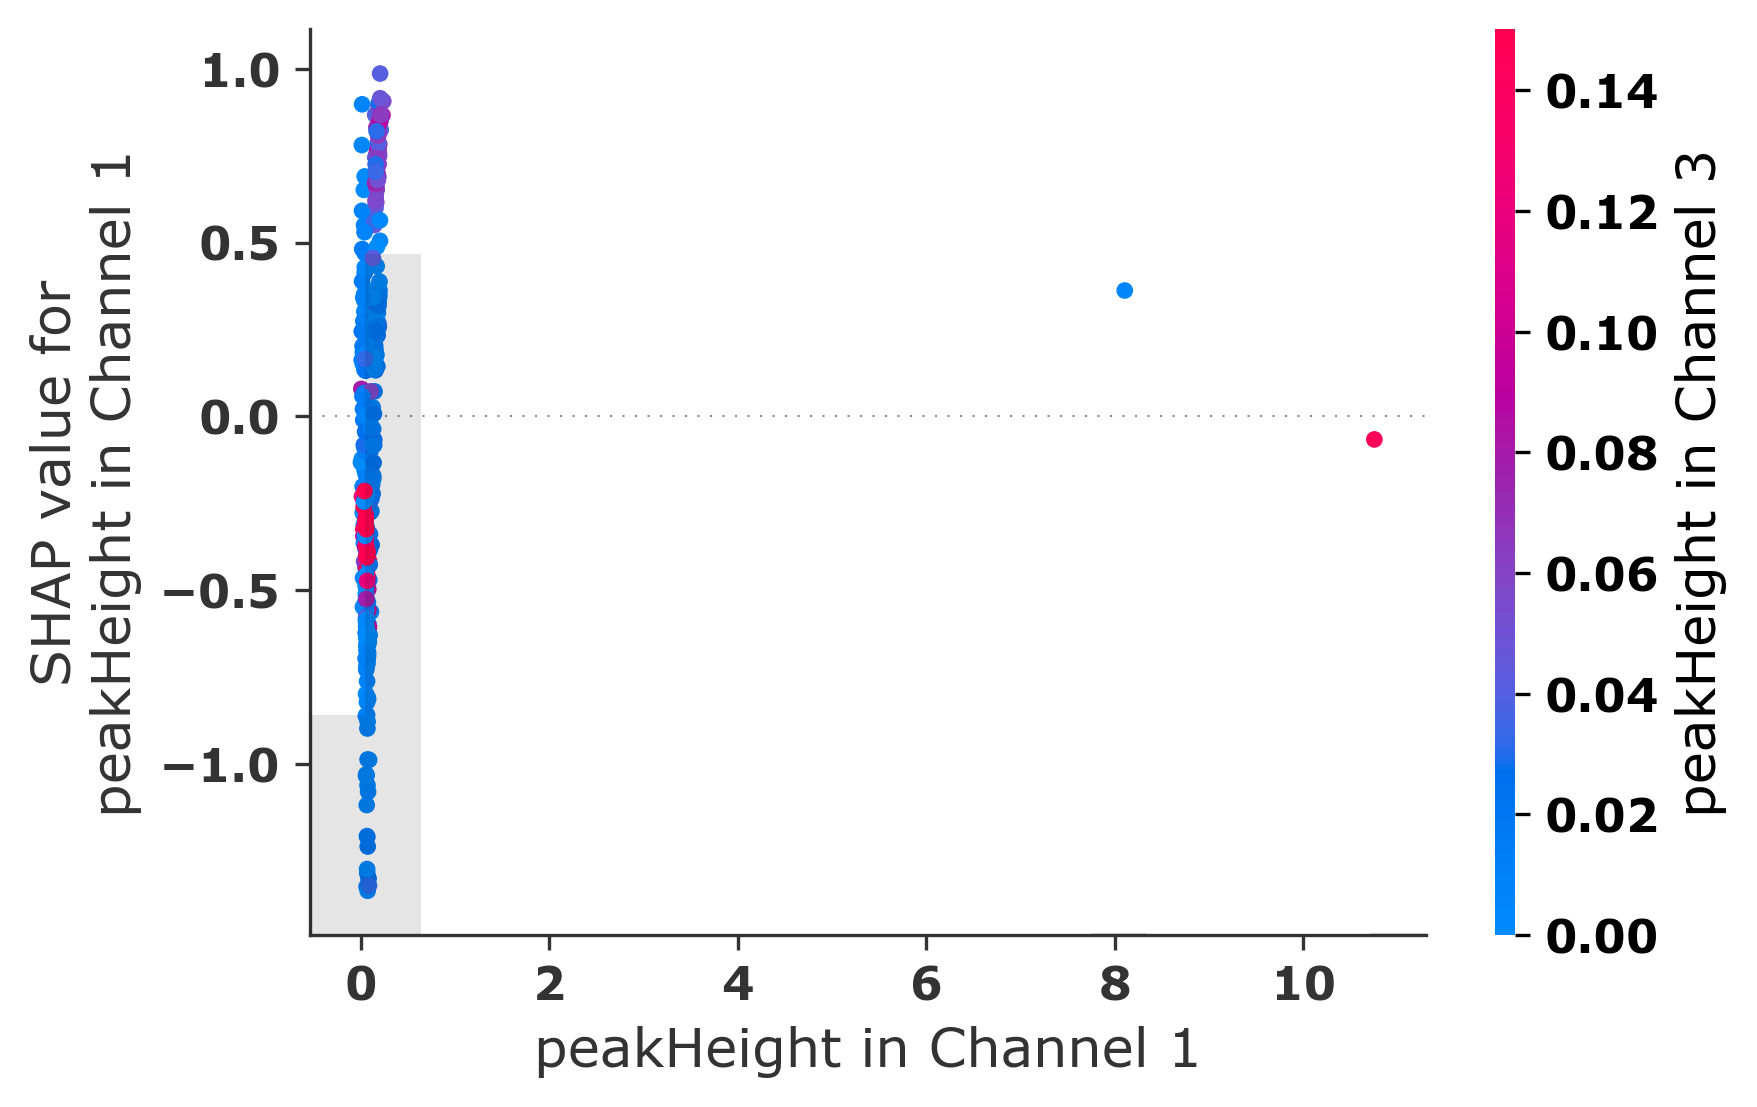 SHAP value for
peakHeight in Channel 1
1.0
0.5
0.0
−0.5
−1.0
0 2 4 6 8 10
peakHeight in Channel 1
0.14
0.12
0.10
0.08
0.06
0.04
0.02
0.00
peakHeight in Channel 3